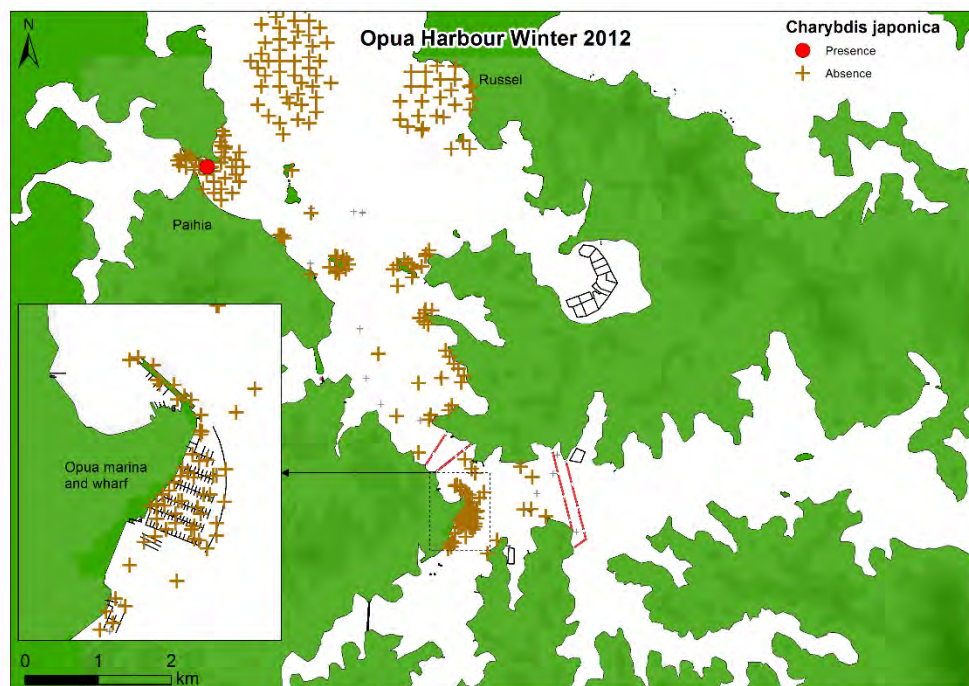 N
Opua Harbour Winter 2012
Charybdis japonica
Presence
Absence
Russel
Paihia
Opua marina
and wharf
0 1 2
km